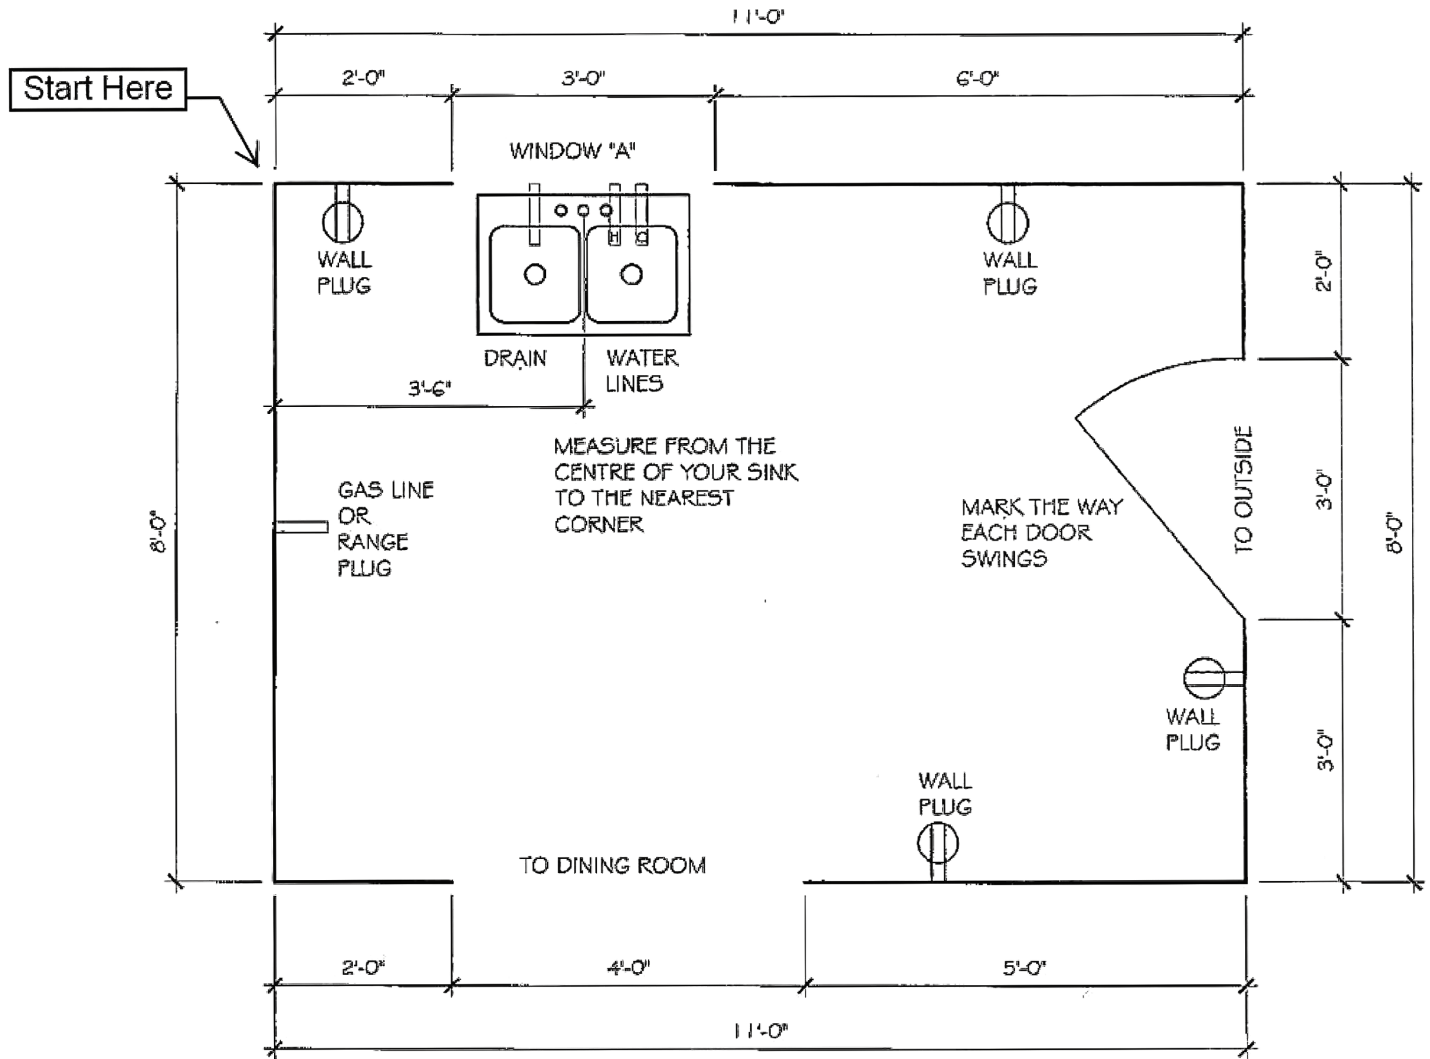 11'-0"
Start Here
2'-0"
3'-0"
6'-0"
WINDOW "A"
WALL
PLUG
H
C
WALL
PLUG
2'-0"
DRAIN
WATER
LINES
3'-6"
MEASURE FROM THE
CENTRE OF YOUR SINK
TO THE NEAREST
CORNER
GAS LINE
OR
RANGE
PLUG
8'-0"
MARK THE WAY
EACH DOOR
SWINGS
TO OUTSIDE
3'-0"
8'-0"
WALL
PLUG
3'-0"
WALL
PLUG
TO DINING ROOM
2'-0"
4'-0"
5'-0"
11'-0"